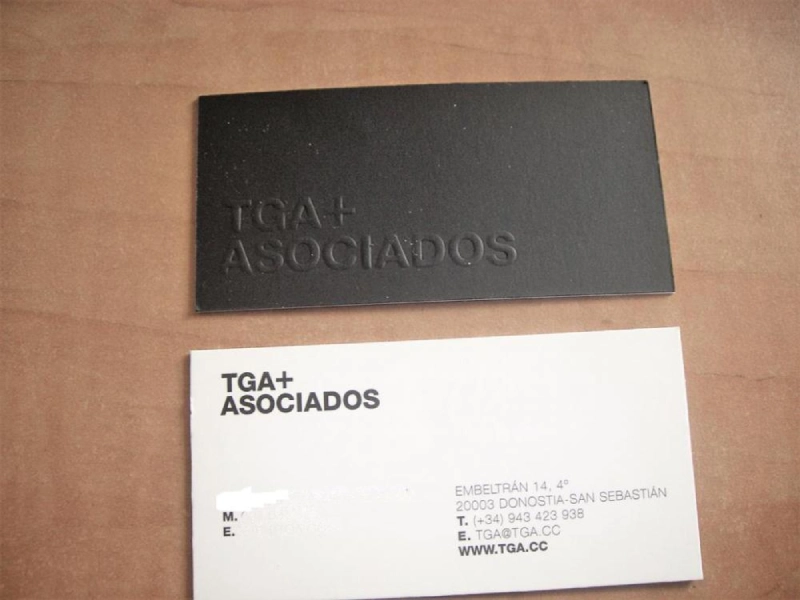 TGA+
ASOCIADOS
TGA+
ASOCIADOS
M.
E.
EMBELTRÁN 14, 4º
20003 DONOSTIA-SAN SEBASTIÁN
T. (+34) 943 423 938
E. TGA@TGA.CC
WWW.TGA.CC